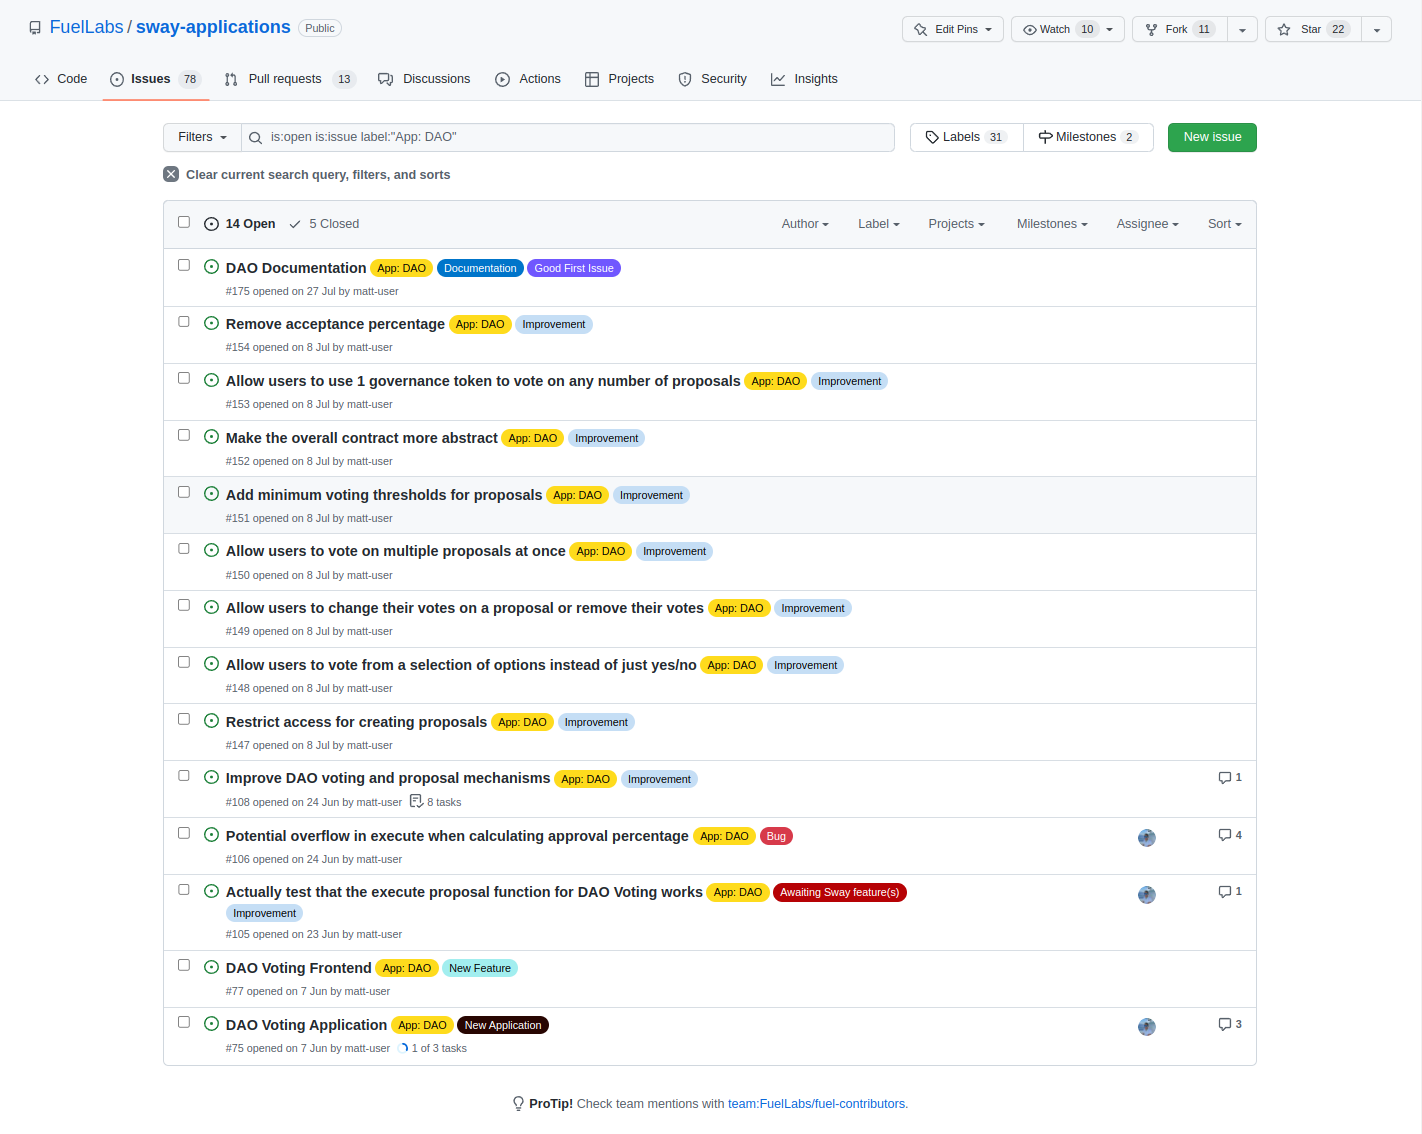 FuelLabs / sway-applications Public
Edit Pins Watch 10 Fork 11 Star 22
Code Issues 78 Pull requests 13 Discussions Actions Projects Security Insights
Filters is:open is:issue label:"App: DAO" Labels 31 Milestones 2 New issue
Clear current search query, filters, and sorts
14 Open 5 Closed Author Label Projects Milestones Assignee Sort
DAO Documentation App: DAO Documentation Good First Issue
#175 opened on 27 Jul by matt-user
Remove acceptance percentage App: DAO Improvement
#154 opened on 8 Jul by matt-user
Allow users to use 1 governance token to vote on any number of proposals App: DAO Improvement
#153 opened on 8 Jul by matt-user
Make the overall contract more abstract App: DAO Improvement
#152 opened on 8 Jul by matt-user
Add minimum voting thresholds for proposals App: DAO Improvement
#151 opened on 8 Jul by matt-user
Allow users to vote on multiple proposals at once App: DAO Improvement
#150 opened on 8 Jul by matt-user
Allow users to change their votes on a proposal or remove their votes App: DAO Improvement
#149 opened on 8 Jul by matt-user
Allow users to vote from a selection of options instead of just yes/no App: DAO Improvement
#148 opened on 8 Jul by matt-user
Restrict access for creating proposals App: DAO Improvement
#147 opened on 8 Jul by matt-user
Improve DAO voting and proposal mechanisms App: DAO Improvement 1
#108 opened on 24 Jun by matt-user 8 tasks
Potential overflow in execute when calculating approval percentage App: DAO Bug 4
#106 opened on 24 Jun by matt-user
Actually test that the execute proposal function for DAO Voting works App: DAO Awaiting Sway feature(s) 1
Improvement
#105 opened on 23 Jun by matt-user
DAO Voting Frontend App: DAO New Feature
#77 opened on 7 Jun by matt-user
DAO Voting Application App: DAO New Application 3
#75 opened on 7 Jun by matt-user 1 of 3 tasks
ProTip! Check team mentions with team:FuelLabs/fuel-contributors.